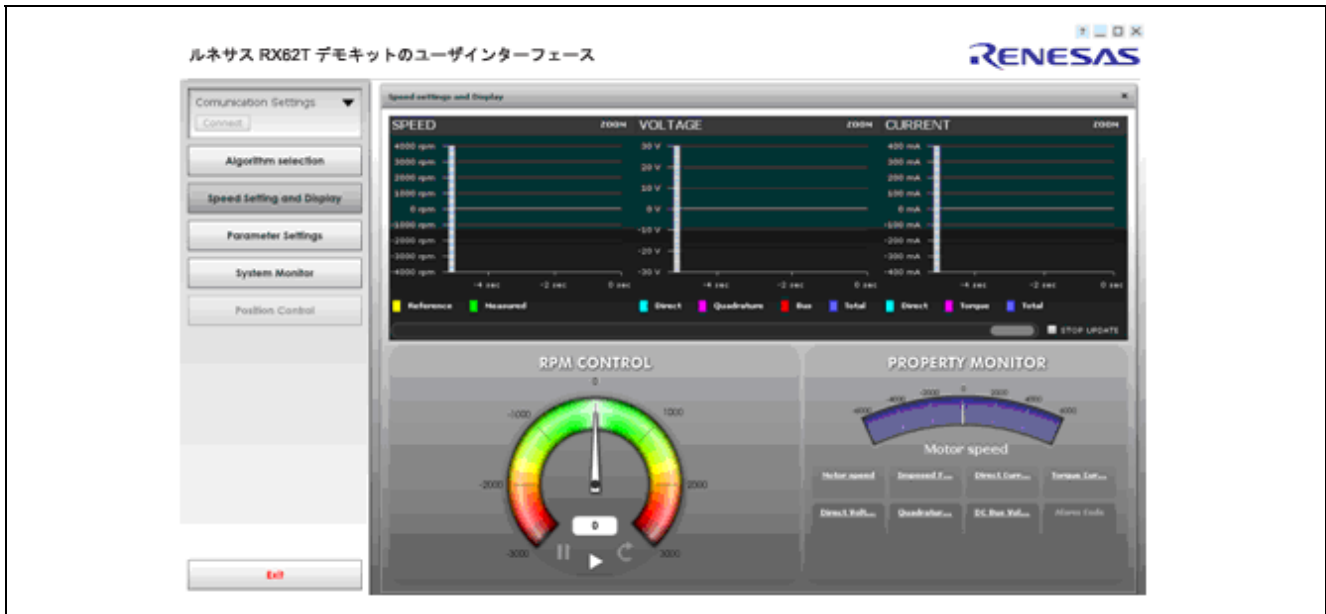 ルネサス RX62T デモキットのユーザインターフェース
RENESAS
Comunication Settings
Connect
Algorithm selection
Speed Setting and Display
Parameter Settings
System Monitor
Position Control
Exit
Speed settings and Display
SPEED ZOOM
4000 rpm
3000 rpm
2000 rpm
1000 rpm
0 rpm
-1000 rpm
-2000 rpm
-3000 rpm
-4000 rpm
-4 sec -2 sec 0 sec
Reference Measured
VOLTAGE ZOOM
30 V
20 V
10 V
0 V
-10 V
-20 V
-30 V
-4 sec -2 sec 0 sec
Direct Quadrature Bus Total
CURRENT ZOOM
400 mA
300 mA
200 mA
100 mA
0 mA
-100 mA
-200 mA
-300 mA
-400 mA
-4 sec -2 sec 0 sec
Direct Torque Total
STOP UPDATE
RPM CONTROL
0
-1000 1000
-2000 2000
-3000 3000
0
PROPERTY MONITOR
-4000 -2000 0 2000 4000
Motor speed
Motor speed Imposed F... Direct Curr... Torque Cur...
Direct Volt... Quadratur... DC Bus Vol... Alarm Code